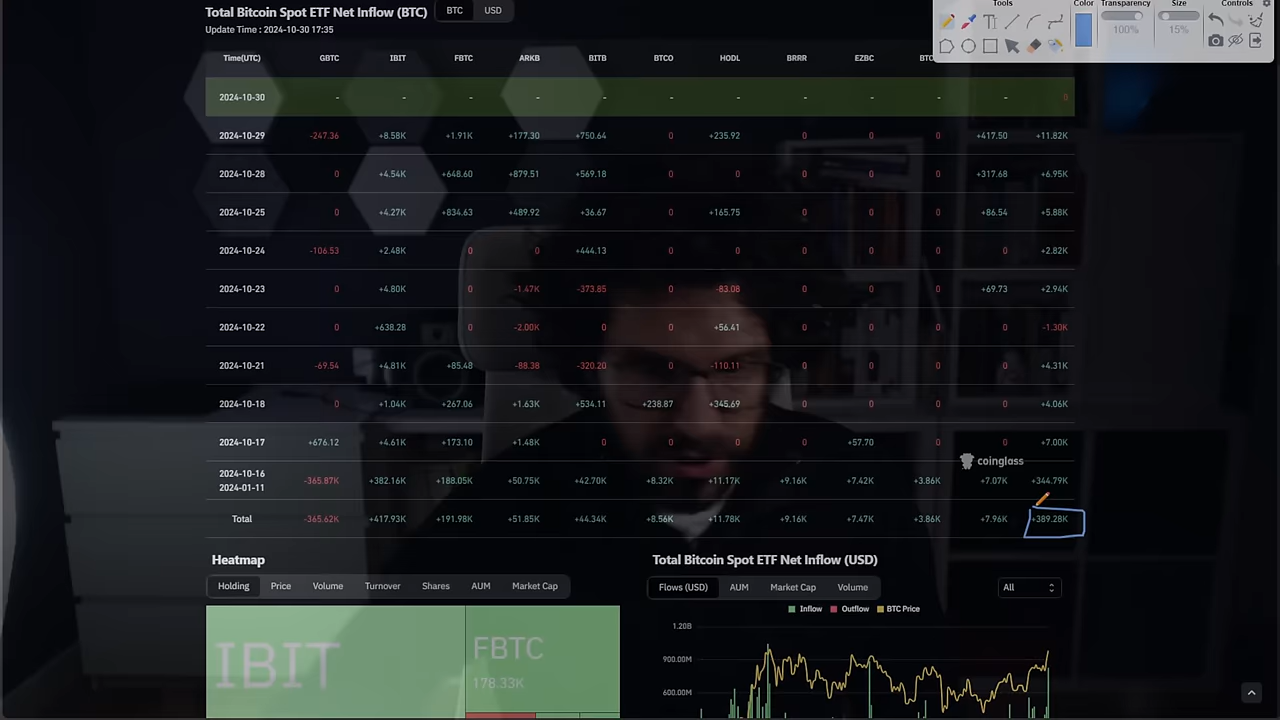 Total Bitcoin Spot ETF Net Inflow (BTC) BTC USD
Update Time : 2024-10-30 17:35
Tools Color Transparency Size Controls
100% 15%
Time(UTC) GBTC IBIT FBTC ARKB BITB BTCO HODL BRRR EZBC
2024-10-30 - - - - - - - - - - - 0
2024-10-29 -247.36 +8.58K +1.91K +177.30 +750.64 0 +235.92 0 0 0 +417.50 +11.82K
2024-10-28 0 +4.54K +648.60 +879.51 +569.18 0 0 0 0 0 +317.68 +6.95K
2024-10-25 0 +4.27K +834.63 +489.92 +36.67 0 +165.75 0 0 0 +86.54 +5.88K
2024-10-24 -106.53 +2.48K 0 0 +444.13 0 0 0 0 0 0 +2.82K
2024-10-23 0 +4.80K 0 -1.47K -373.85 0 -83.08 0 0 0 +69.73 +2.94K
2024-10-22 0 +638.28 0 -2.00K 0 0 +56.41 0 0 0 0 -1.30K
2024-10-21 -69.54 +4.81K +85.48 -88.38 -320.20 0 -110.11 0 0 0 0 +4.31K
2024-10-18 0 +1.04K +267.06 +1.63K +534.11 +238.87 +345.69 0 0 0 0 +4.06K
2024-10-17 +676.12 +4.61K +173.10 +1.48K 0 0 0 0 +57.70 0 0 +7.00K
coinglass
2024-10-16
2024-01-11 -365.87K +382.16K +188.05K +50.75K +42.70K +8.32K +11.17K +9.16K +7.42K +3.86K +7.07K +344.79K
Total -365.62K +417.93K +191.98K +51.85K +44.34K +8.56K +11.78K +9.16K +7.47K +3.86K +7.96K +389.28K
Heatmap
Holding Price Volume Turnover Shares AUM Market Cap
IBIT
FBTC
178.33K
Total Bitcoin Spot ETF Net Inflow (USD)
Flows (USD) AUM Market Cap Volume All
Inflow Outflow BTC Price
1.20B
900.00M
600.00M